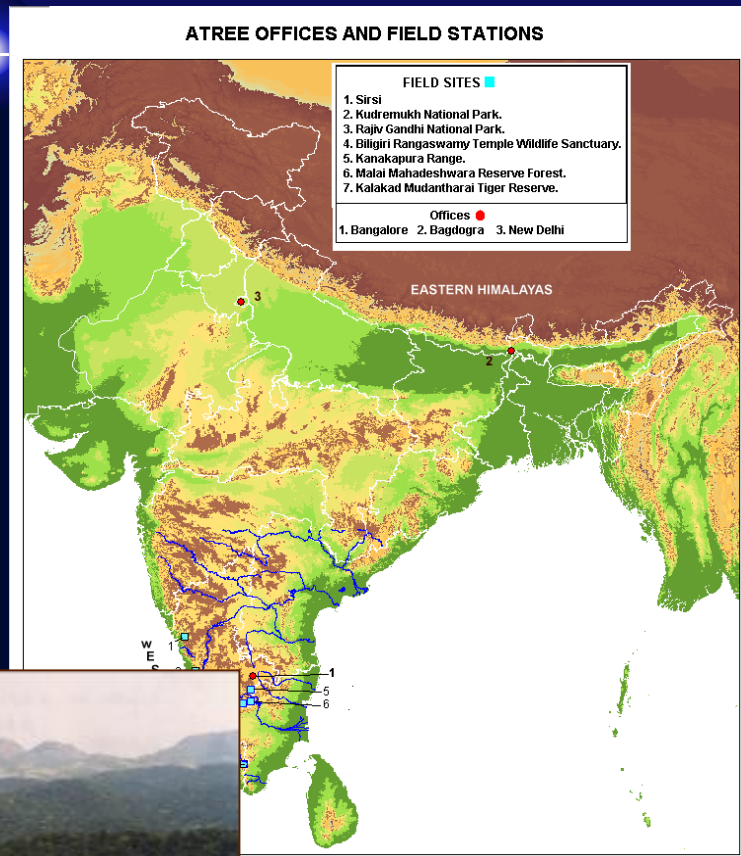 ATREE OFFICES AND FIELD STATIONS
FIELD SITES
1. Sirsi
2. Kudremukh National Park.
3. Rajiv Gandhi National Park.
4. Biligiri Rangaswamy Temple Wildlife Sanctuary.
5. Kanakapura Range.
6. Malai Mahadeshwara Reserve Forest.
7. Kalakad Mudantharai Tiger Reserve.
Offices
1. Bangalore 2. Bagdogra 3. New Delhi
EASTERN HIMALAYAS
3
2
1
W
E
1
5
6